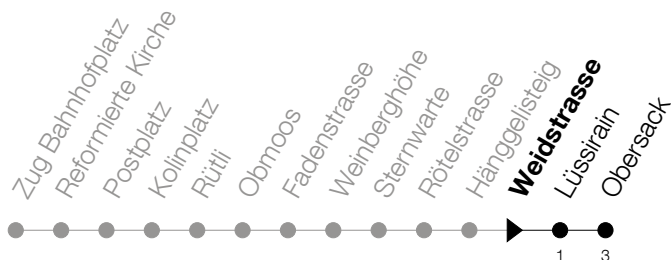 Zug Bahnhofplatz
Reformierte Kirche
Postplatz
Kolinplatz
Rütli
Obmoos
Fadenstrasse
Weinberghöhe
Sternwarte
Rötelstrasse
Hänggelisteig
Weidstrasse
Lüssirain
Obersack
1
3